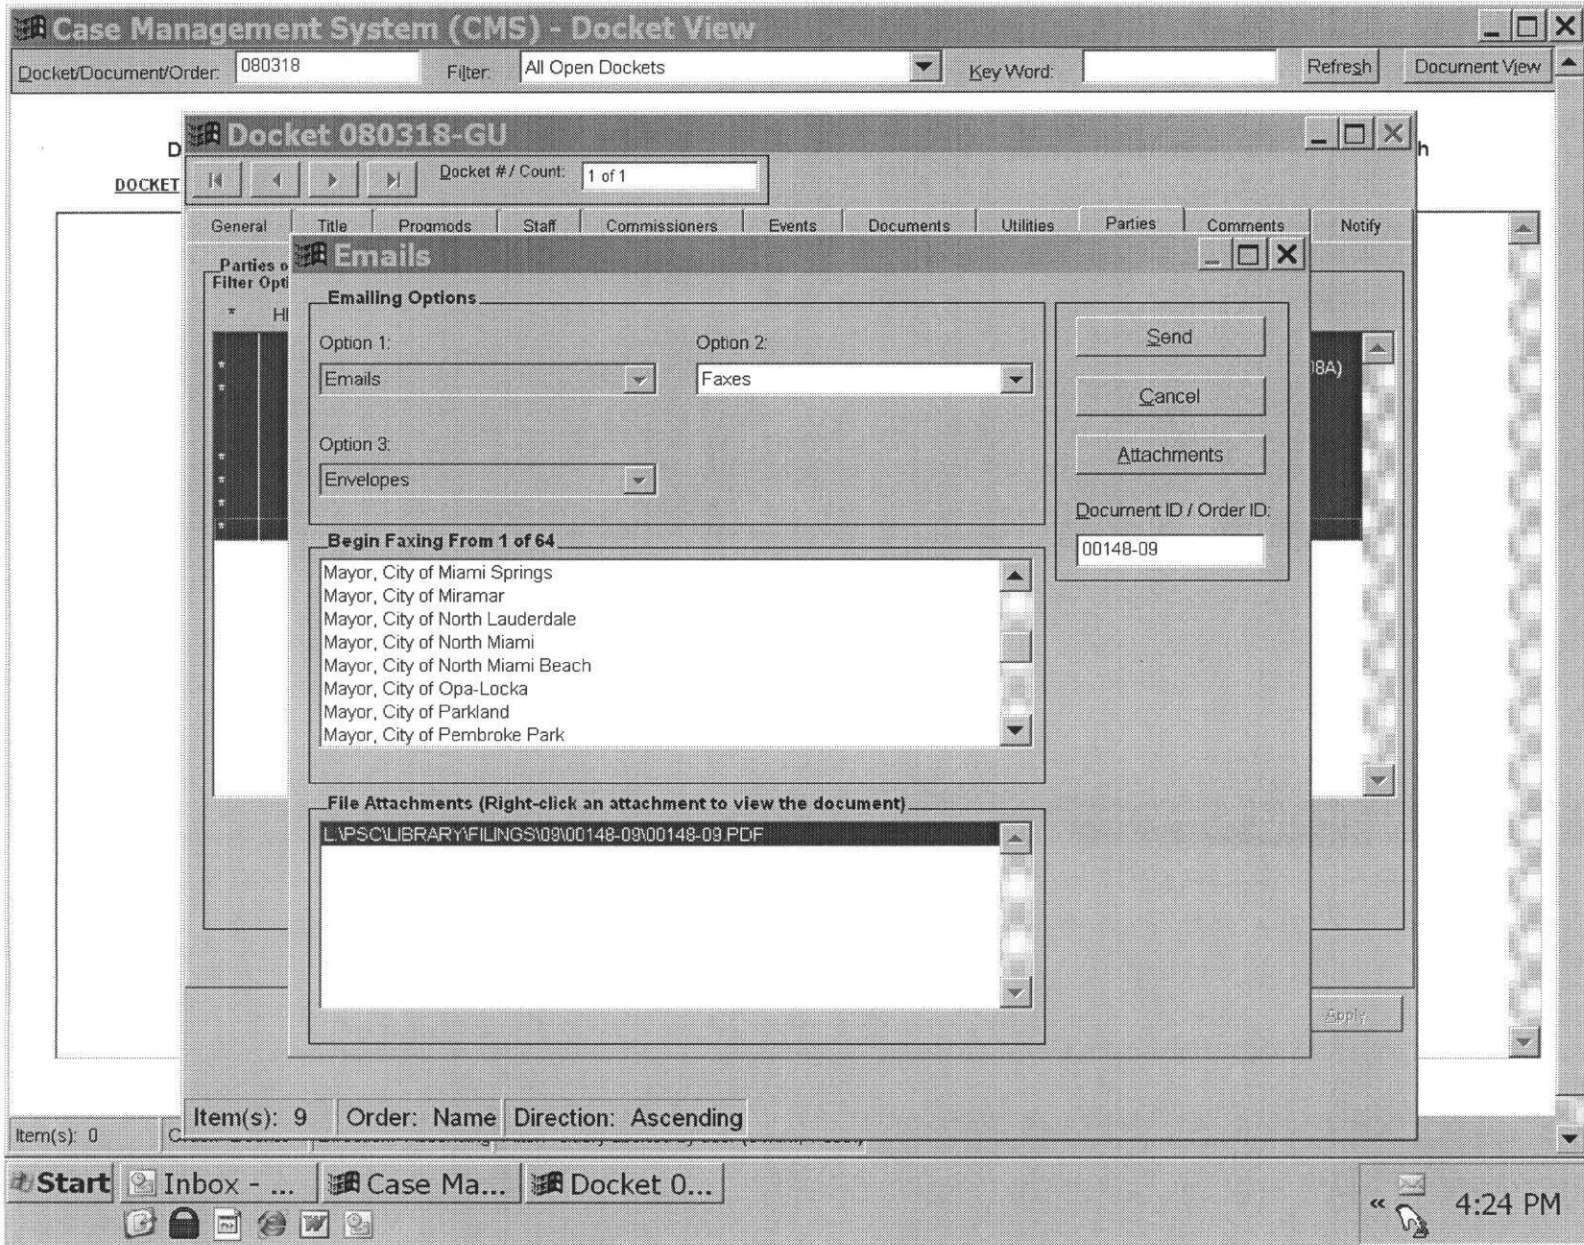 Case Management System (CMS) - Docket View
Docket/Document/Order: 080318 Filter: All Open Dockets Key Word: Refresh Document View
Docket 080318-GU
DOCKET
Docket # / Count: 1 of 1
General Title Progmods Staff Commissioners Events Documents Utilities Parties Comments Notify
Parties o
Filter Opti
* HI
Emails
Emailing Options
Option 1: Option 2:
Emails Faxes
Option 3:
Envelopes
Send
Cancel
Attachments
Document ID / Order ID:
00148-09
Begin Faxing From 1 of 64
Mayor, City of Miami Springs
Mayor, City of Miramar
Mayor, City of North Lauderdale
Mayor, City of North Miami
Mayor, City of North Miami Beach
Mayor, City of Opa-Locka
Mayor, City of Parkland
Mayor, City of Pembroke Park
File Attachments (Right-click an attachment to view the document)
L:\PSC\LIBRARY\FILINGS\09\00148-09\00148-09.PDF
Apply
Item(s): 9 Order: Name Direction: Ascending
Item(s): 0
Start Inbox - ... Case Ma... Docket 0... « 4:24 PM